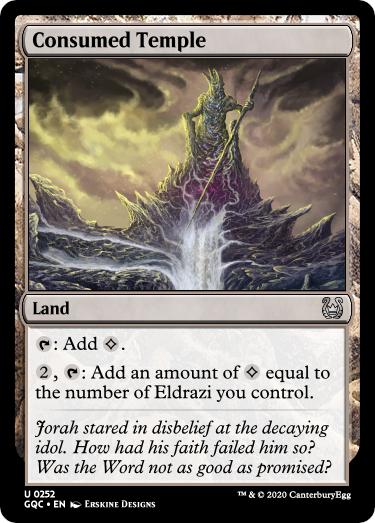 Consumed Temple
Land
: Add .
2, : Add an amount of equal to
the number of Eldrazi you control.
Jorah stared in disbelief at the decaying
idol. How had his faith failed him so?
Was the Word not as good as promised?
U 0252
GQC • EN Erskine Designs
™ & © 2020 CanterburyEgg